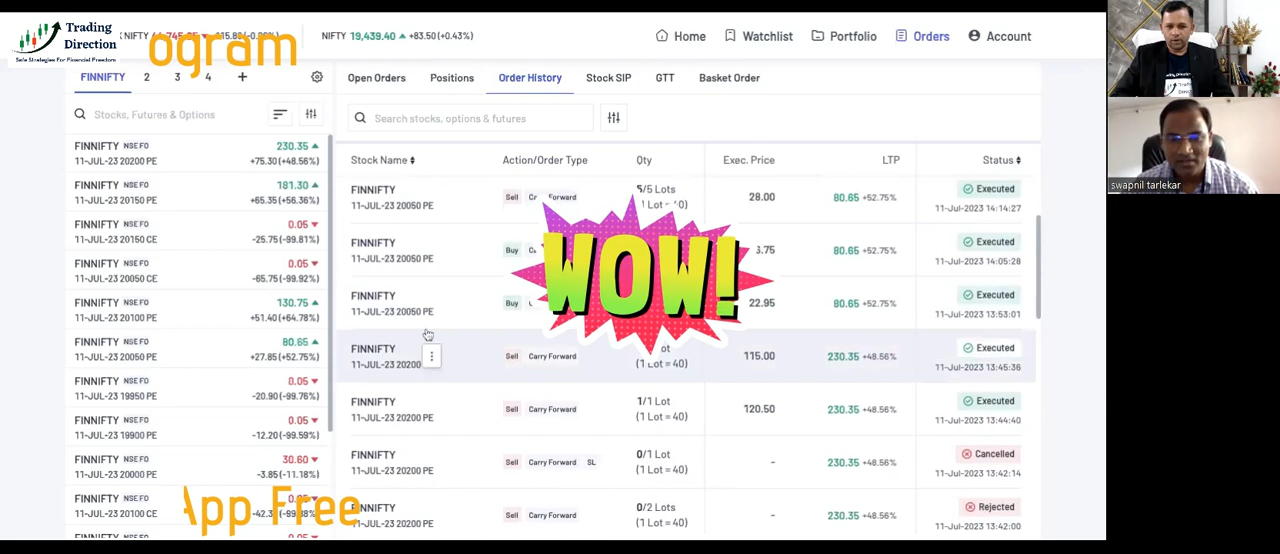 Trading
Direction
Safe Strategies For Financial Freedom
ogram
NIFTY 19,439.40 +83.50 (+0.43%)
Home Watchlist Portfolio Orders Account
FINNIFTY 2 3 4 +
Open Orders Positions Order History Stock SIP GTT Basket Order
Stocks, Futures & Options
Search stocks, options & futures
FINNIFTY NSE FO 230.35
11-JUL-23 20200 PE +75.30 (+48.56%)
FINNIFTY NSE FO 181.30
11-JUL-23 20150 PE +65.35 (+56.36%)
FINNIFTY NSE FO 0.05
11-JUL-23 20150 CE -25.75 (-99.81%)
FINNIFTY NSE FO 0.05
11-JUL-23 20050 CE -65.75 (-99.92%)
FINNIFTY NSE FO 130.75
11-JUL-23 20100 PE +51.40 (+64.78%)
FINNIFTY NSE FO 80.65
11-JUL-23 20050 PE +27.85 (+52.75%)
FINNIFTY NSE FO 0.05
11-JUL-23 19950 PE -20.90 (-99.76%)
FINNIFTY NSE FO 0.05
11-JUL-23 19900 PE -12.20 (-99.59%)
FINNIFTY NSE FO 30.60
11-JUL-23 20000 PE -3.85 (-11.18%)
FINNIFTY NSE FO
11-JUL-23 20100 CE
App Free
Stock Name Action/Order Type Qty Exec. Price LTP Status
FINNIFTY 5/5 Lots Executed
11-JUL-23 20050 PE Sell 28.00 80.65 +52.75% 11-Jul-2023 14:14:27
FINNIFTY Executed
11-JUL-23 20050 PE Buy 80.65 +52.75% 11-Jul-2023 14:05:28
FINNIFTY Executed
11-JUL-23 20050 PE Buy 22.95 80.65 +52.75% 11-Jul-2023 13:53:01
WOW!
FINNIFTY Executed
11-JUL-23 20200 Sell Carry Forward (1 Lot = 40) 115.00 230.35 +48.56% 11-Jul-2023 13:45:36
FINNIFTY 1/1 Lot Executed
11-JUL-23 20200 PE Sell Carry Forward (1 Lot = 40) 120.50 230.35 +48.56% 11-Jul-2023 13:44:40
FINNIFTY 0/1 Lot Cancelled
11-JUL-23 20200 PE Sell Carry Forward SL (1 Lot = 40) - 230.35 +48.56% 11-Jul-2023 13:42:14
FINNIFTY 0/2 Lots Rejected
11-JUL-23 20200 PE Sell Carry Forward (1 Lot = 40) - 230.35 +48.56% 11-Jul-2023 13:42:00
swapnil tarlekar